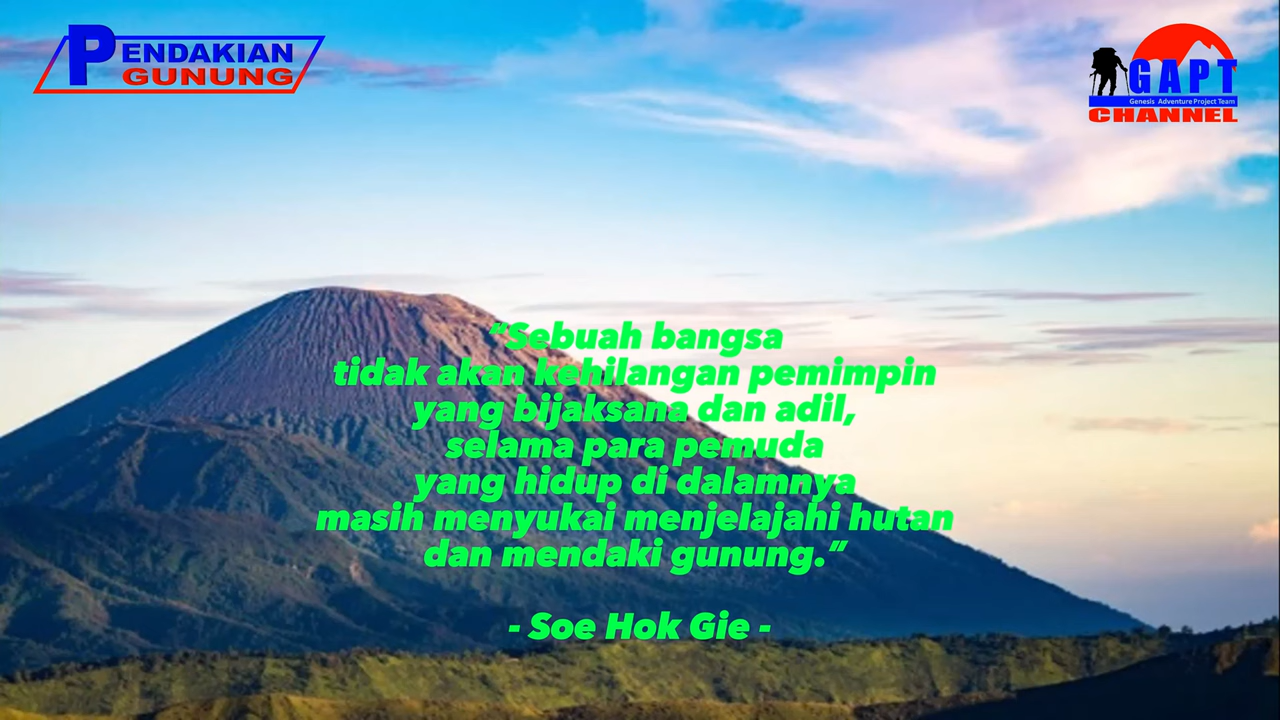 PENDAKIAN
GUNUNG
GAPT
Genesis Adventure Project Team
CHANNEL
“Sebuah bangsa
tidak akan kehilangan pemimpin
yang bijaksana dan adil,
selama para pemuda
yang hidup di dalamnya
masih menyukai menjelajahi hutan
dan mendaki gunung.”
- Soe Hok Gie -